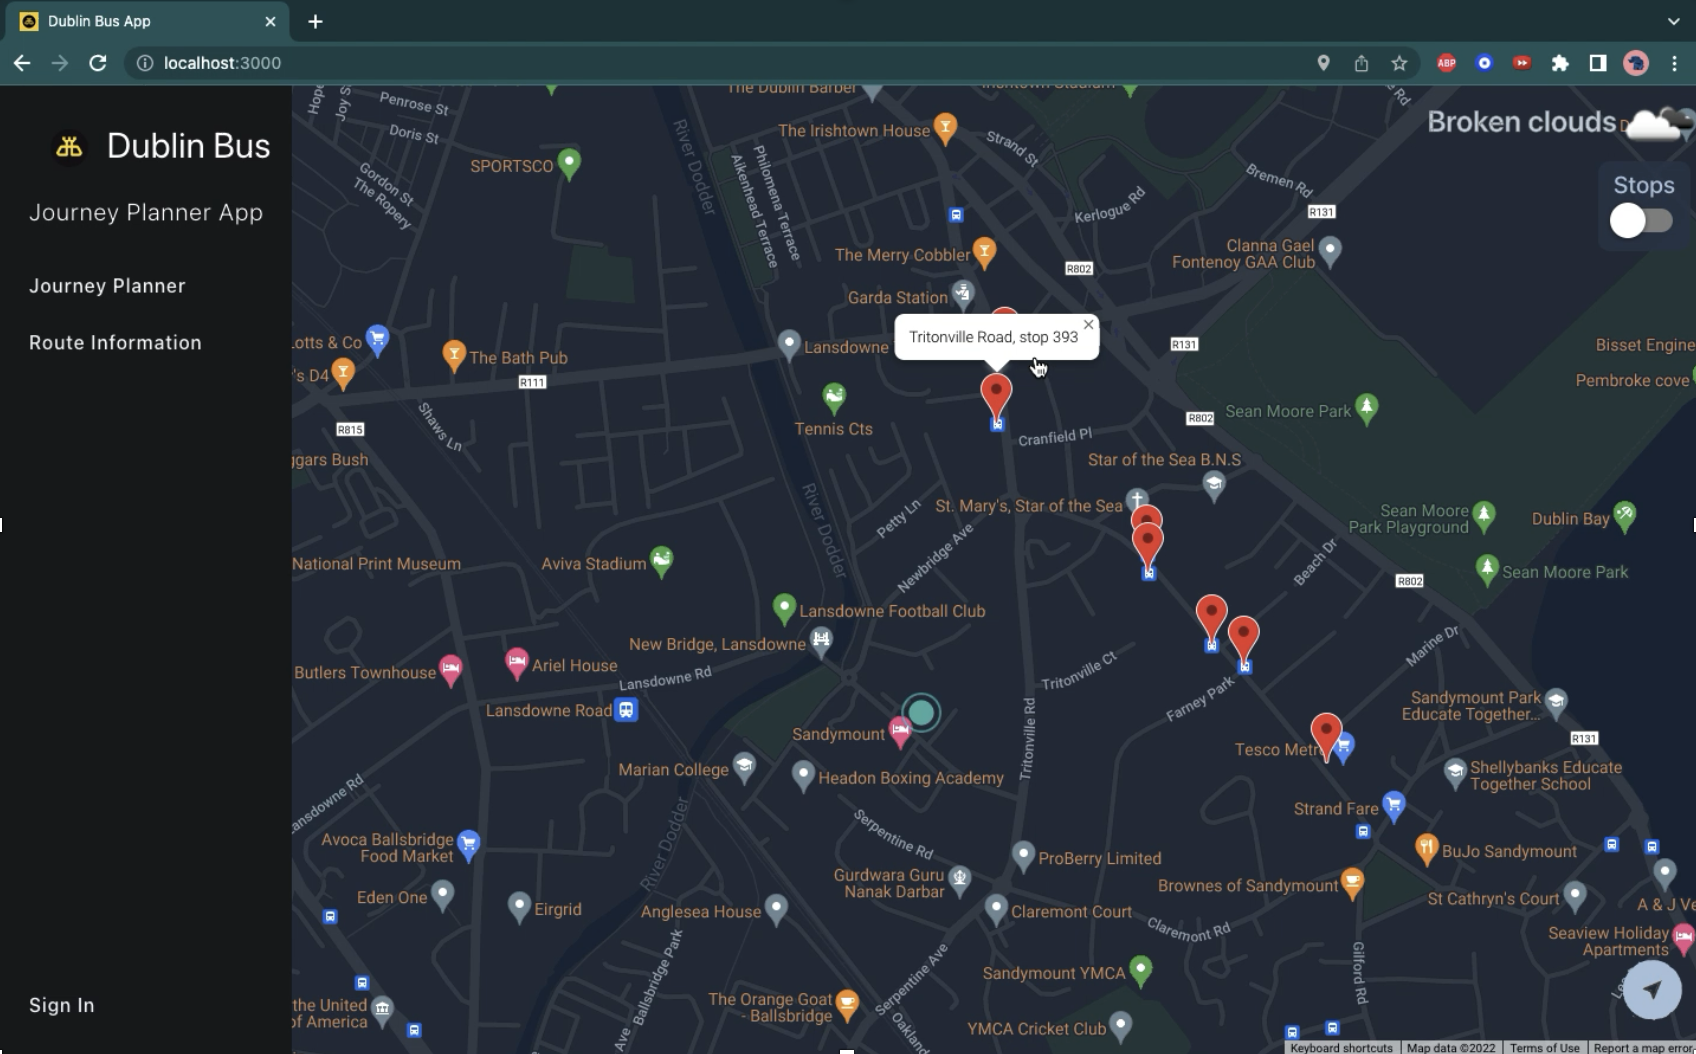 Dublin Bus App
localhost:3000
ABP
Dublin Bus
Journey Planner App
Journey Planner
Route Information
Sign In
Broken clouds
Stops
Penrose St
Doris St
Joy S
Gordon St
The Ropery
SPORTSCO
River Dodder
Aikenhead Terrace
Philomena Terrace
The Dublin Barber
The Irishtown House
Strand St
Kerlogue Rd
Bremen Rd
R131
The Merry Cobbler
Clanna Gael
Fontenoy GAA Club
R802
Garda Station
Tritonville Road, stop 393
Lansdowne
R131
Bisset Engine
Pembroke cove
otts & Co
's D4
The Bath Pub
R111
R815
Shaws Ln
ggars Bush
Tennis Cts
Cranfield Pl
R802
Sean Moore Park
Star of the Sea B.N.S
St. Mary's, Star of the Sea
Petty Ln
Newbridge Ave
River Dodder
Sean Moore
Park Playground
Dublin Bay
Beach Dr
R802
Sean Moore Park
National Print Museum
Aviva Stadium
Lansdowne Football Club
New Bridge, Lansdowne
Butlers Townhouse
Ariel House
Lansdowne Rd
Lansdowne Road
Tritonville Ct
Farney Park
Marine Dr
Sandymount Park
Educate Together...
R131
Sandymount
Tritonville Rd
Tesco Metr
Marian College
Headon Boxing Academy
Shellybanks Educate
Together School
ansdowne Rd
Strand Fare
Serpentine Rd
Avoca Ballsbridge
Food Market
River Dodder
ProBerry Limited
BuJo Sandymount
Gurdwara Guru
Nanak Darbar
Brownes of Sandymount
St Cathryn's Court
A & J Ve
Eden One
Eirgrid
Anglesea House
Claremont Court
Claremont Rd
Seaview Holiday
Apartments
Ballsbridge Park
Serpentine Ave
Sandymount YMCA
Gilford Rd
the United
of America
Ave
The Orange Goat
- Ballsbridge
Oaklan
YMCA Cricket Club
Keyboard shortcuts
Map data ©2022
Terms of Use
Report a map error